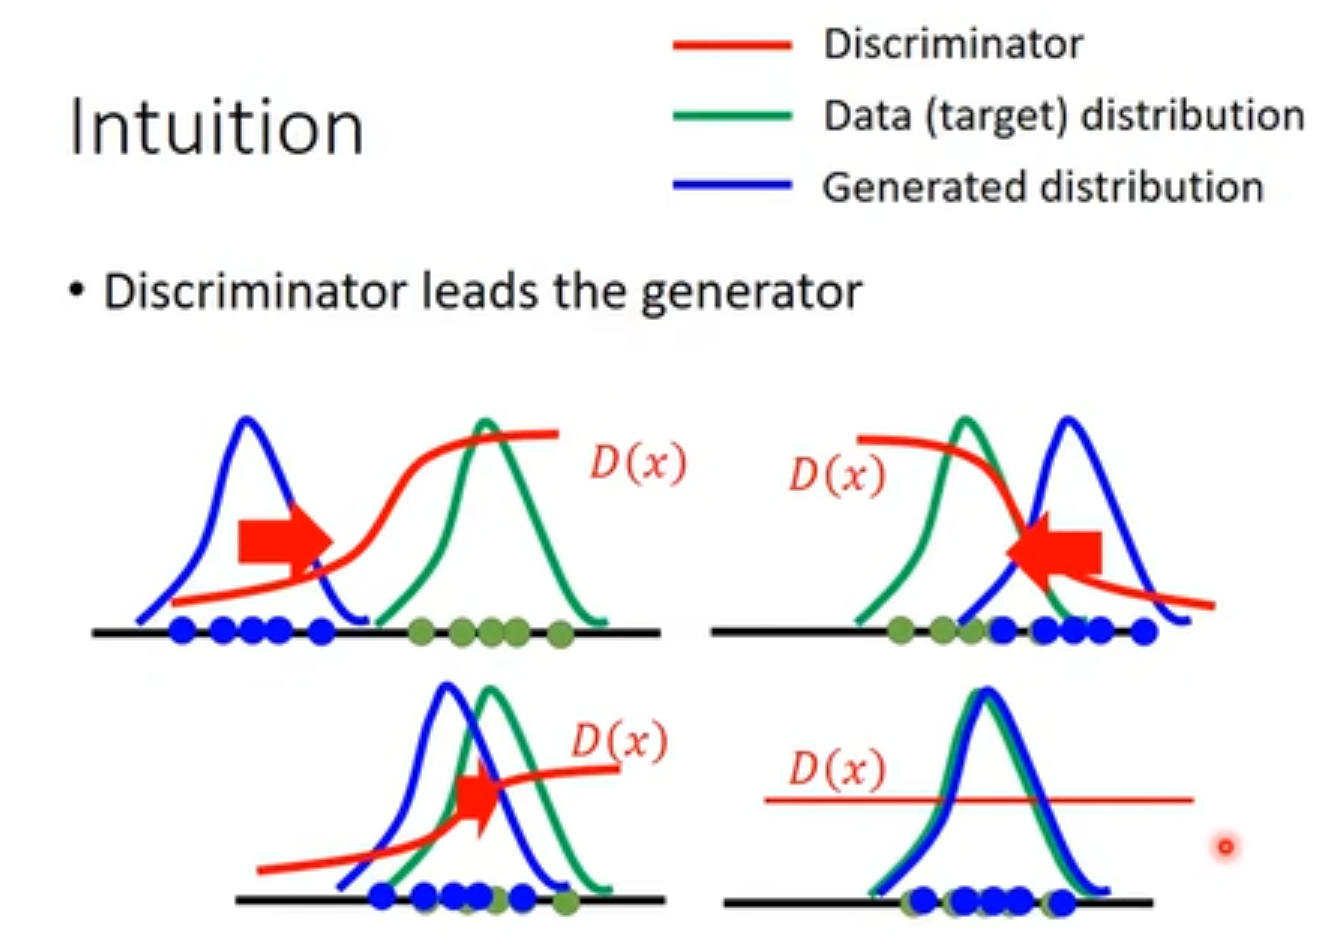 Discriminator
Data (target) distribution
Generated distribution
Intuition
• Discriminator leads the generator
D(x)
D(x)
D(x)
D(x)